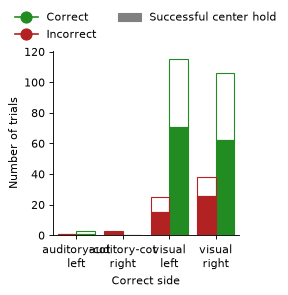 Correct
Incorrect
Successful center hold
Number of trials
120
100
80
60
40
20
0
auditory-cot auditory-cot visual visual
left right left right
Correct side